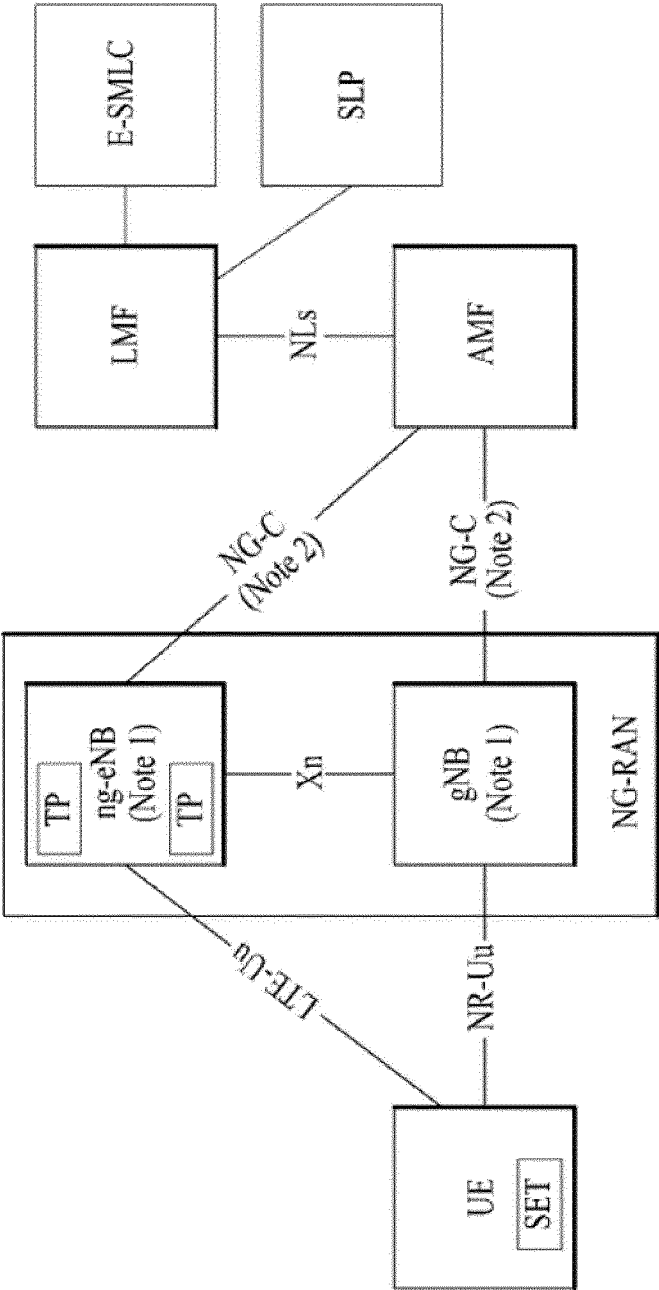 TP
ng-eNB
(Note 1)
TP
NG-C
(Note 2)
LMF
E-SMLC
LTE-Uu
Xn
NLs
SLP
UE
SET
NR-Uu
gNB
(Note 1)
NG-C
(Note 2)
AMF
NG-RAN